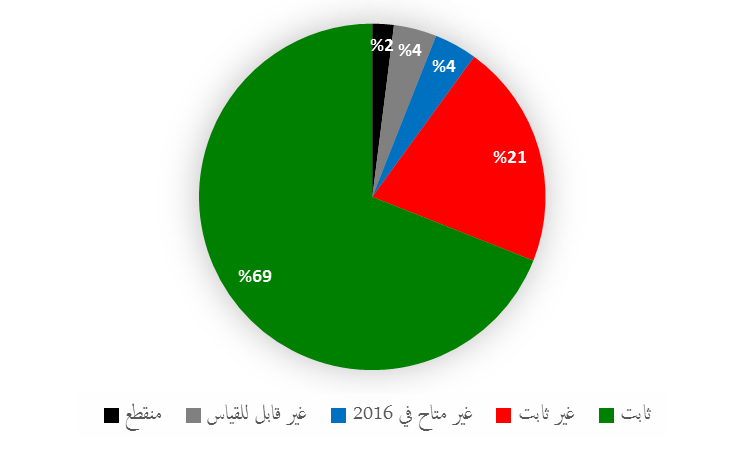 %2
%4
%4
%21
%69
ثابت
غير ثابت
غير متاح في 2016
غير قابل للقياس
منقطع